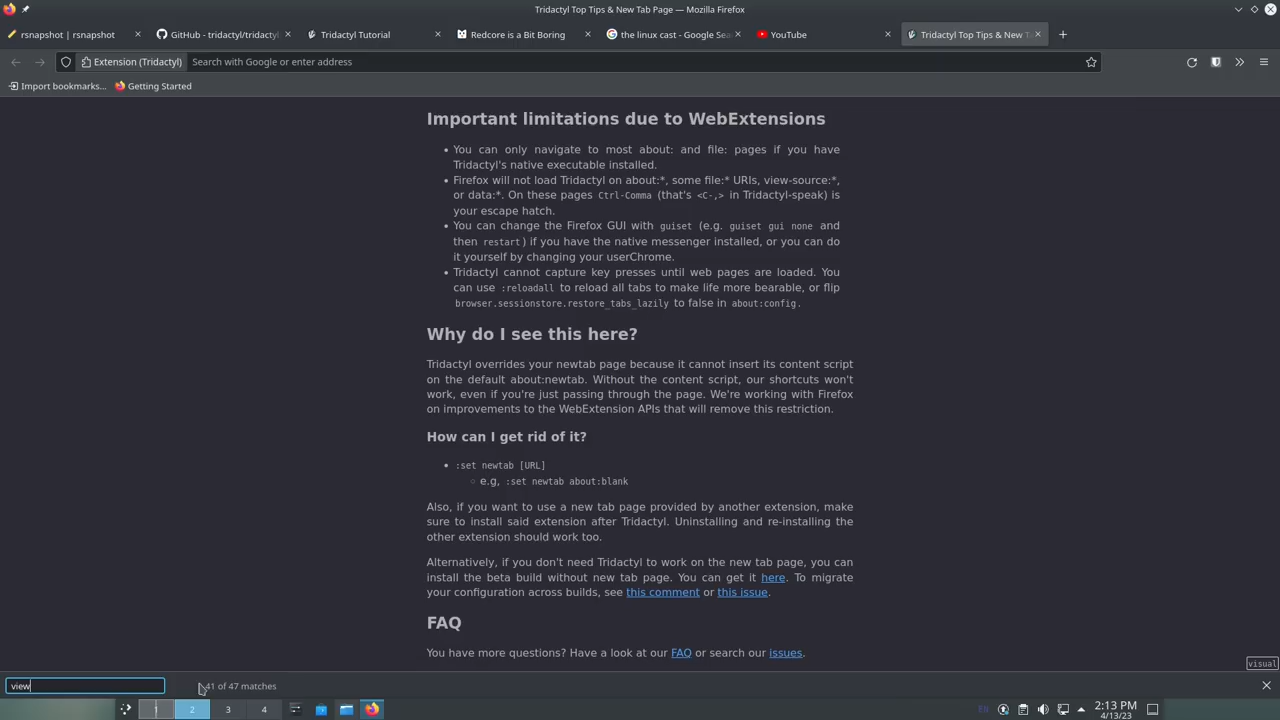 Tridactyl Top Tips & New Tab Page — Mozilla Firefox
rsnapshot | rsnapshot
GitHub - tridactyl/tridactyl
Tridactyl Tutorial
Redcore is a Bit Boring
the linux cast - Google Sea
YouTube
Tridactyl Top Tips & New T
Extension (Tridactyl)
Search with Google or enter address
Import bookmarks...
Getting Started
Important limitations due to WebExtensions
• You can only navigate to most about: and file: pages if you have
Tridactyl's native executable installed.
• Firefox will not load Tridactyl on about:*, some file:* URIs, view-source:*,
or data:*. On these pages Ctrl-Comma (that's <C-,> in Tridactyl-speak) is
your escape hatch.
• You can change the Firefox GUI with guiset (e.g. guiset gui none and
then restart) if you have the native messenger installed, or you can do
it yourself by changing your userChrome.
• Tridactyl cannot capture key presses until web pages are loaded. You
can use :reloadall to reload all tabs to make life more bearable, or flip
browser.sessionstore.restore_tabs_lazily to false in about:config.
Why do I see this here?
Tridactyl overrides your newtab page because it cannot insert its content script
on the default about:newtab. Without the content script, our shortcuts won't
work, even if you're just passing through the page. We're working with Firefox
on improvements to the WebExtension APIs that will remove this restriction.
How can I get rid of it?
• :set newtab [URL]
◦ e.g, :set newtab about:blank
Also, if you want to use a new tab page provided by another extension, make
sure to install said extension after Tridactyl. Uninstalling and re-installing the
other extension should work too.
Alternatively, if you don't need Tridactyl to work on the new tab page, you can
install the beta build without new tab page. You can get it here. To migrate
your configuration across builds, see this comment or this issue.
FAQ
You have more questions? Have a look at our FAQ or search our issues.
visual
view
41 of 47 matches
1
2
3
4
EN
2:13 PM
4/13/23